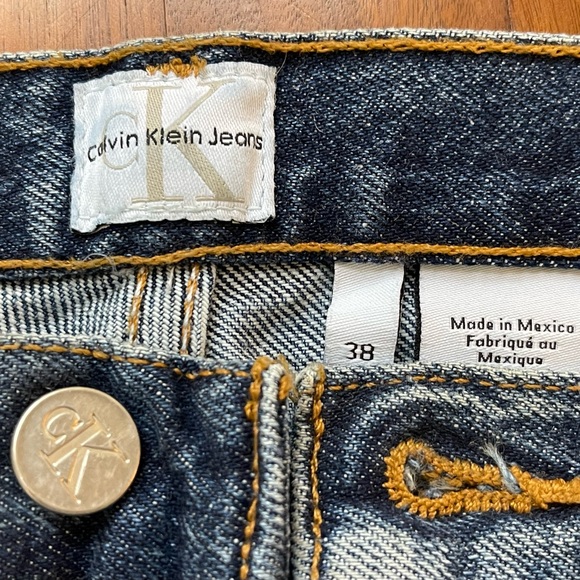 CK
Calvin Klein Jeans
38
Made in Mexico
Fabriqué au
Mexique
CK